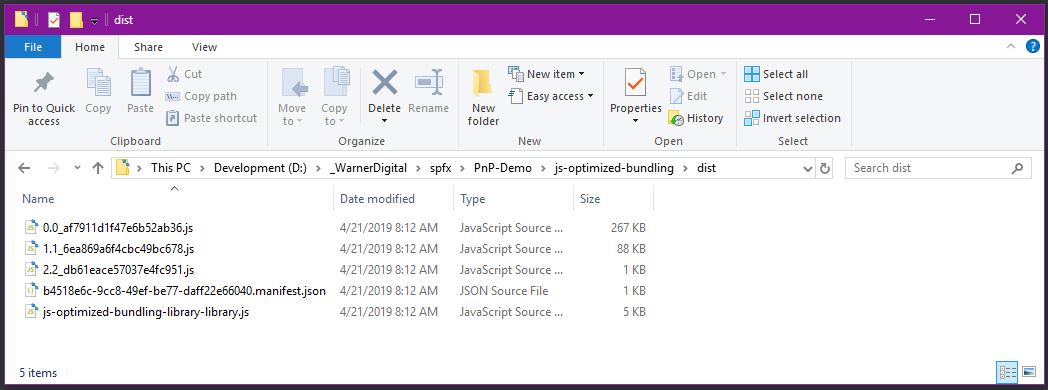 dist
File Home Share View
Pin to Quick access
Copy
Paste
Cut
Copy path
Paste shortcut
Clipboard
Move to
Copy to
Delete
Rename
Organize
New folder
New item
Easy access
New
Properties
Open
Edit
History
Open
Select all
Select none
Invert selection
Select
This PC > Development (D:) > _WarnerDigital > spfx > PnP-Demo > js-optimized-bundling > dist
Search dist
Name Date modified Type Size
0.0_af7911d1f47e6b52ab36.js 4/21/2019 8:12 AM JavaScript Source ... 267 KB
1.1_6ea869a6f4cbc49bc678.js 4/21/2019 8:12 AM JavaScript Source ... 88 KB
2.2_db61eace57037e4fc951.js 4/21/2019 8:12 AM JavaScript Source ... 1 KB
b4518e6c-9cc8-49ef-be77-daff22e66040.manifest.json 4/21/2019 8:12 AM JSON Source File 1 KB
js-optimized-bundling-library-library.js 4/21/2019 8:12 AM JavaScript Source ... 5 KB
5 items